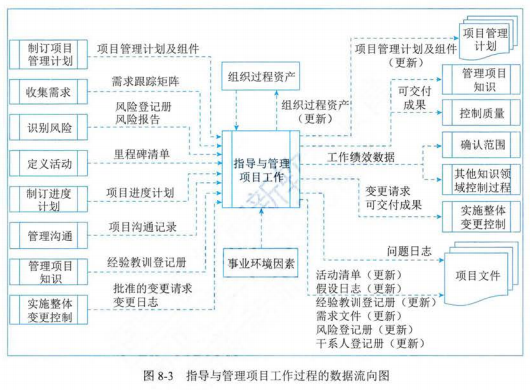 制订项目
管理计划
项目管理计划及组件
收集需求
需求跟踪矩阵
识别风险
风险登记册
风险报告
定义活动
里程碑清单
制订进度
计划
项目进度计划
管理沟通
项目沟通记录
管理项目
知识
经验教训登记册
实施整体
变更控制
批准的变更请求
变更日志
组织过程资产
组织过程资产
（更新）
指导与管理
项目工作
事业环境因素
项目管理计划及组件
（更新）
项目管理
计划
可交付
成果
管理项目
知识
控制质量
工作绩效数据
确认范围
其他知识领
域控制过程
变更请求
可交付成果
实施整体
变更控制
问题日志
活动清单（更新）
假设日志（更新）
经验教训登记册（更新）
需求文件（更新）
风险登记册（更新）
干系人登记册（更新）
项目文件
图 8-3 指导与管理项目工作过程的数据流向图